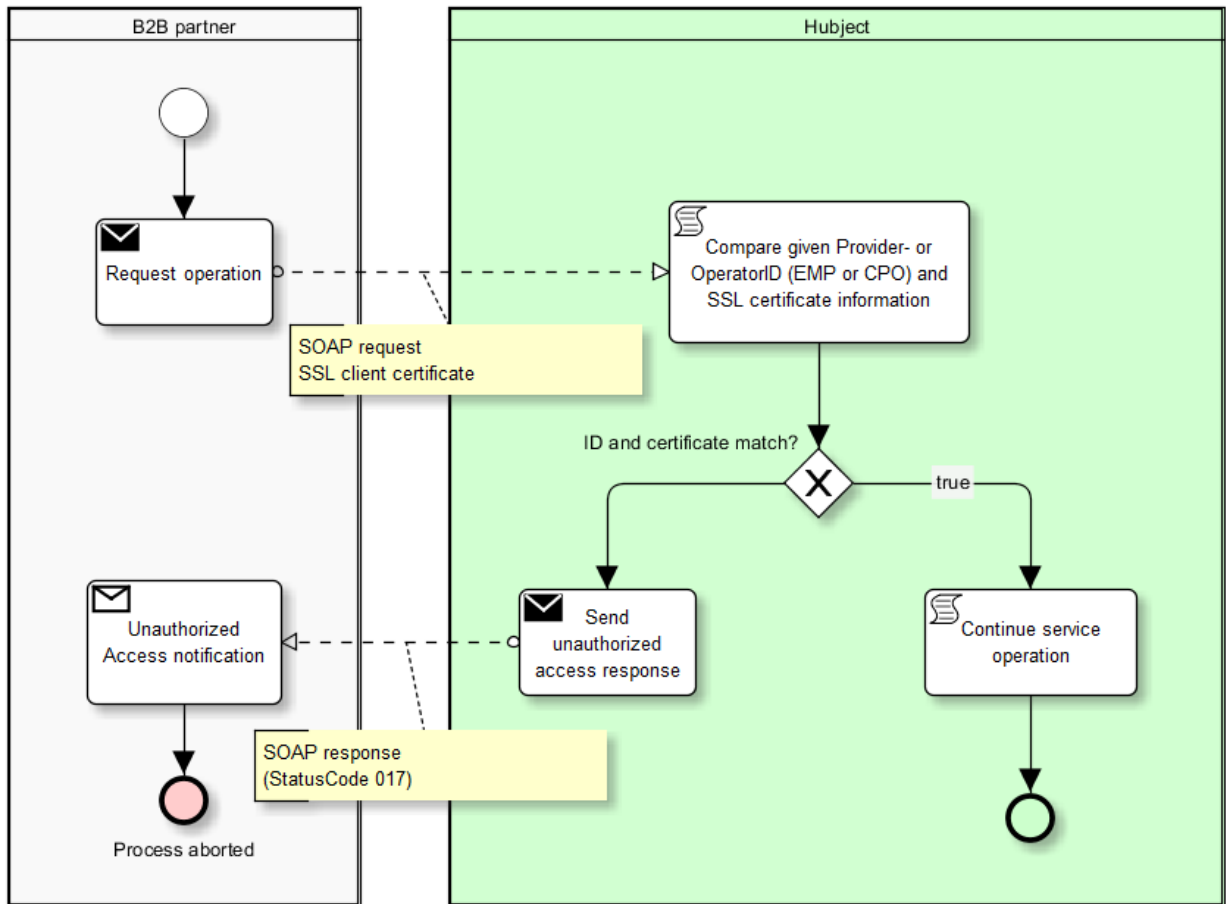 B2B partner
Hubject
Request operation
Compare given Provider- or
OperatorID (EMP or CPO) and
SSL certificate information
SOAP request
SSL client certificate
ID and certificate match?
true
Unauthorized
Access notification
Send
unauthorized
access response
Continue service
operation
SOAP response
(StatusCode 017)
Process aborted